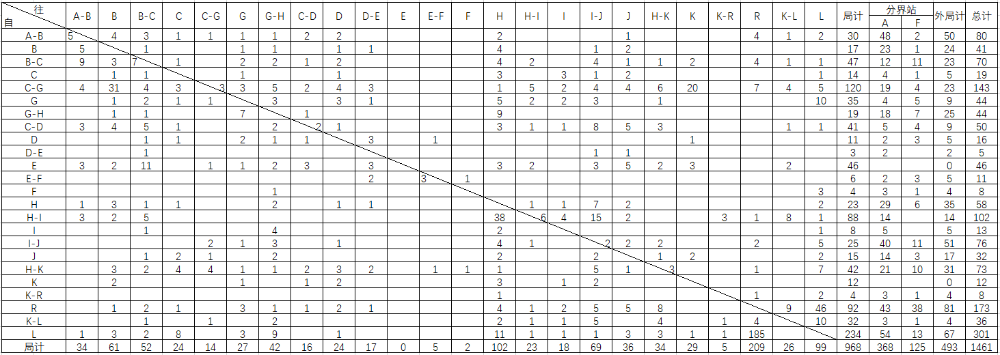 往 A-B B B-C C C-G G G-H C-D D D-E E E-F F H H-I I I-J J H-K K K-R R K-L L 局计 分界站 外局计 总计
自 A F
A-B 5 4 3 1 1 1 1 2 2 2 1 4 1 2 30 48 2 50 80
B 5 1 1 1 1 1 4 1 2 17 23 1 24 41
B-C 9 3 7 1 2 2 1 2 4 2 4 1 1 2 4 1 1 47 12 11 23 70
C 1 1 1 1 3 3 1 2 1 14 4 1 5 19
C-G 4 31 4 3 3 3 5 2 4 3 1 5 2 4 4 6 20 7 4 5 120 19 4 23 143
G 1 2 1 1 3 3 1 5 2 2 3 1 10 35 4 5 9 44
G-H 1 1 7 1 9 19 18 7 25 44
C-D 3 4 5 1 2 2 1 3 1 1 8 5 3 1 1 41 5 4 9 50
D 1 1 2 1 1 3 1 1 11 2 3 5 16
D-E 1 1 1 3 2 2 5
E 3 2 11 1 1 2 3 3 3 2 3 5 2 3 2 46 0 46
E-F 2 3 1 6 2 3 5 11
F 1 3 4 3 1 4 8
H 1 3 1 1 2 1 1 1 1 7 2 2 23 29 6 35 58
H-I 3 2 5 38 6 4 15 2 3 1 8 1 88 14 14 102
I 1 4 2 1 8 5 5 13
I-J 2 1 3 1 4 1 2 2 2 2 5 25 40 11 51 76
J 1 2 1 2 2 2 1 2 2 15 14 3 17 32
H-K 3 2 4 4 1 1 2 3 2 1 1 1 5 1 3 1 7 42 21 10 31 73
K 2 1 1 2 3 1 2 12 0 12
K-R 1 1 2 4 3 1 4 8
R 1 2 1 3 1 1 2 1 4 1 2 5 5 8 9 46 92 43 38 81 173
K-L 1 1 2 2 1 1 5 4 1 4 10 32 3 1 4 36
L 1 3 2 8 3 9 1 11 1 1 1 3 3 1 1 185 234 54 13 67 301
局计 34 61 52 24 14 27 42 16 24 17 0 5 2 102 23 18 69 36 34 29 5 209 26 99 968 368 125 493 1461